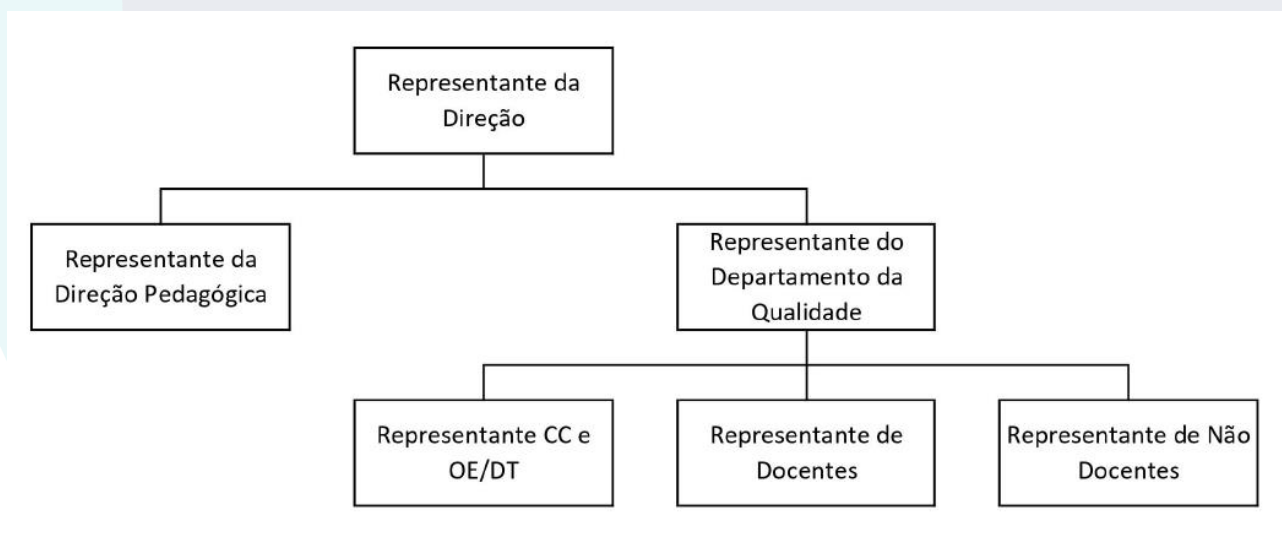 Representante da
Direção
Representante da
Direção Pedagógica
Representante do
Departamento da
Qualidade
Representante CC e
OE/DT
Representante de
Docentes
Representante de Não
Docentes